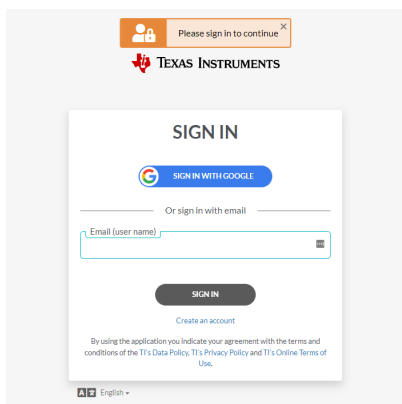 Please sign in to continue
TEXAS INSTRUMENTS
SIGN IN
SIGN IN WITH GOOGLE
Or sign in with email
Email (user name)
SIGN IN
Create an account
By using the application you indicate your agreement with the terms and
conditions of the TI's Data Policy, TI's Privacy Policy and TI's Online Terms of
Use.
English